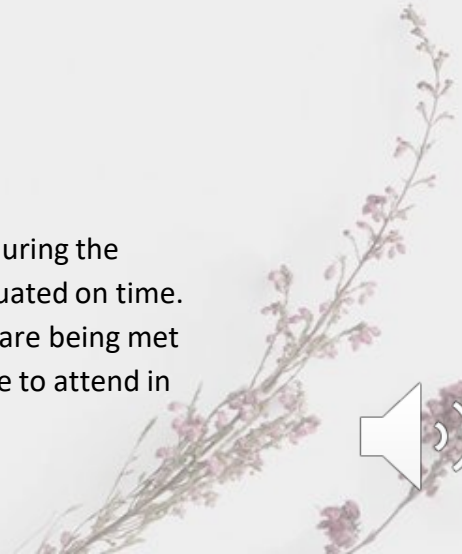 uring the
uated on time.
are being met
e to attend in